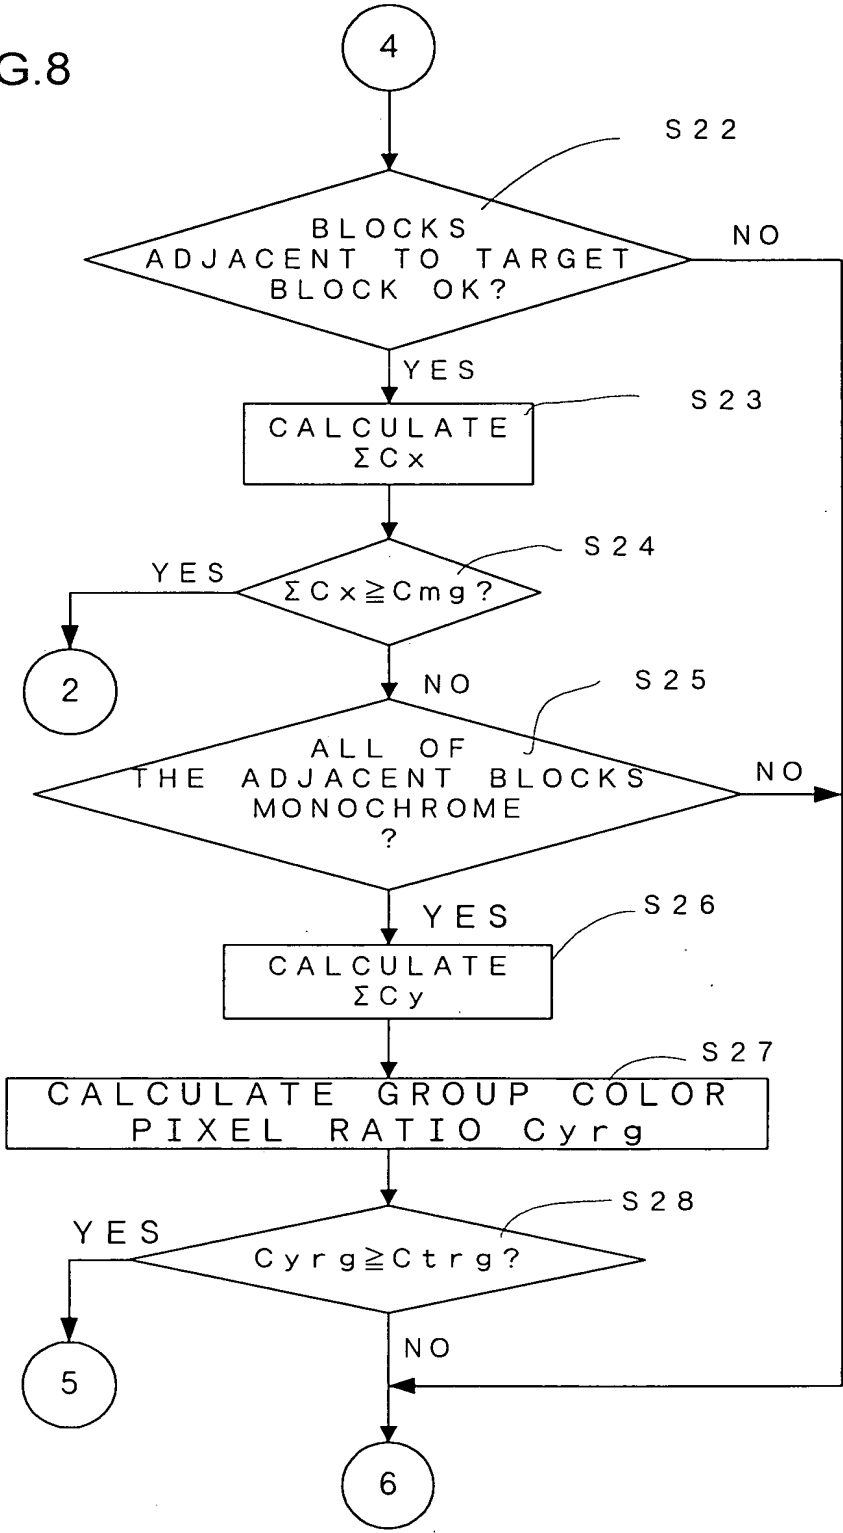 4
G.8
S22
BLOCKS
ADJACENT TO TARGET
BLOCK OK?
NO
YES
S23
CALCULATE
ΣCx
S24
YES
ΣCx≧Cmg?
2
NO
S25
ALL OF
THE ADJACENT BLOCKS
MONOCHROME
?
NO
YES
S26
CALCULATE
ΣCy
S27
CALCULATE GROUP COLOR
PIXEL RATIO Cyrg
S28
YES
Cyrg≧Ctrg?
NO
5
6